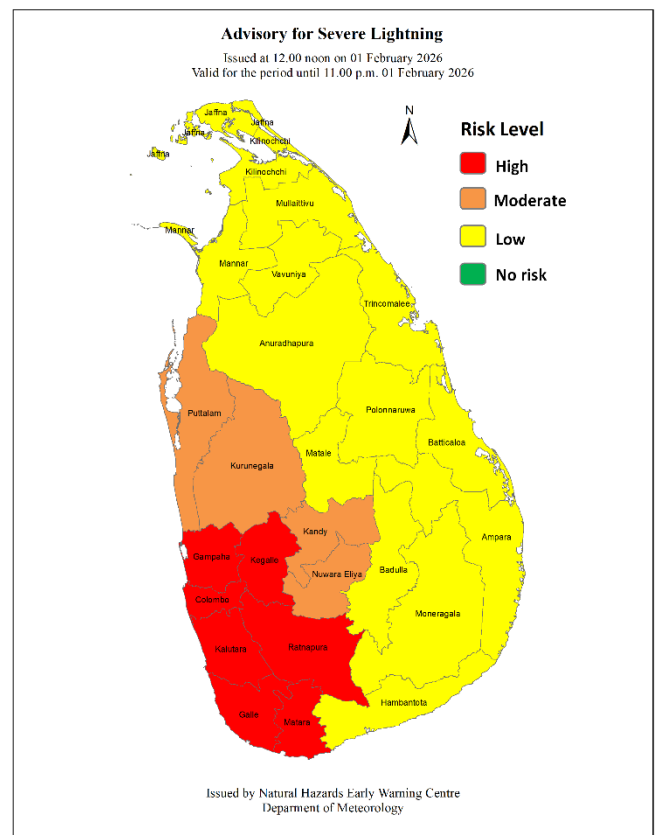 Advisory for Severe Lightning
Issued at 12.00 noon on 01 February 2026
Valid for the period until 11.00 p.m. 01 February 2026
N
Risk Level
High
Moderate
Low
No risk
Jaffna
Jaffna
Jaffna
Kilinochchi
Jaffna
Kilinochchi
Mullaittivu
Mannar
Mannar
Vavuniya
Trincomalee
Anuradhapura
Puttalam
Polonnaruwa
Batticaloa
Kurunegala
Matale
Kandy
Ampara
Gampaha
Kegalle
Nuwara Eliya
Badulla
Colombo
Moneragala
Kalutara
Ratnapura
Hambantota
Galle
Matara
Issued by Natural Hazards Early Warning Centre
Deparment of Meteorology